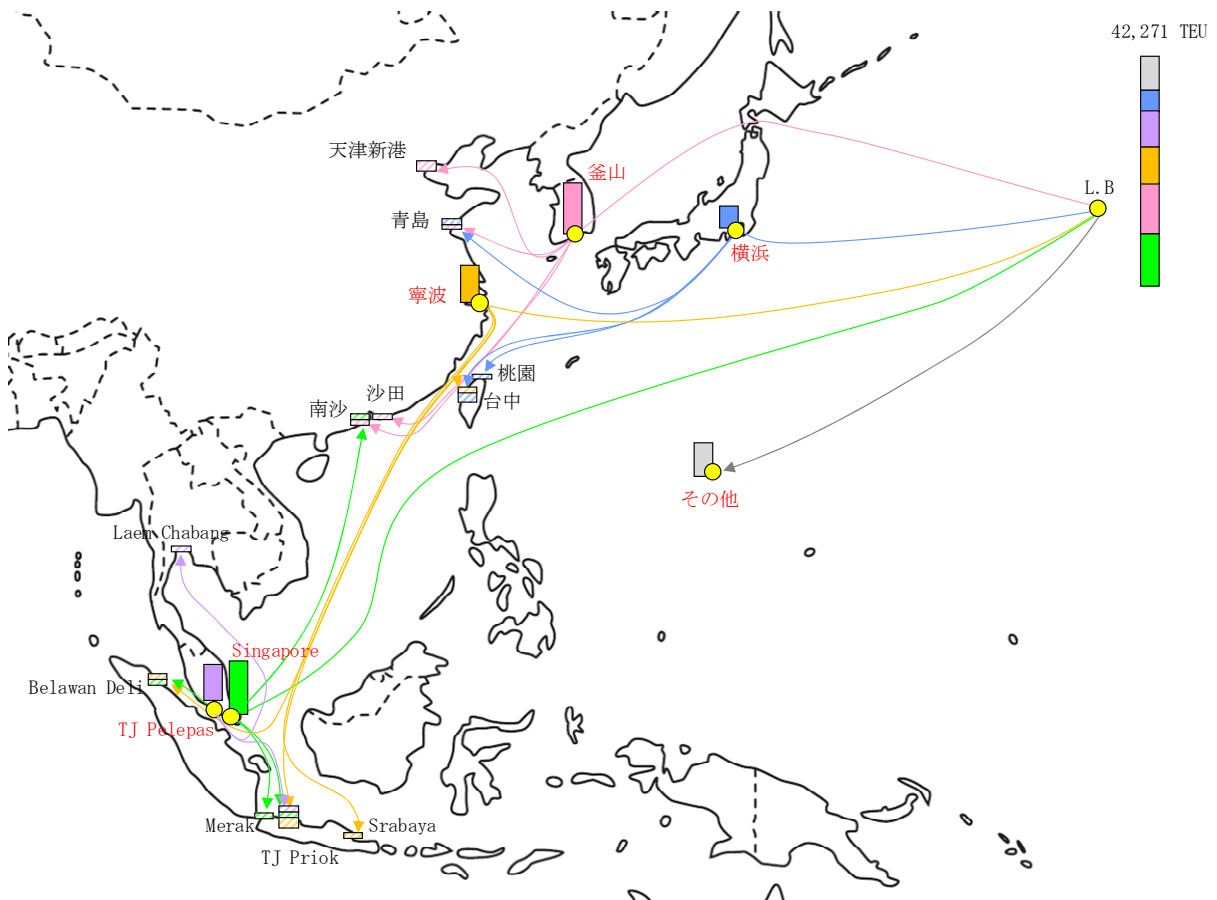 42,271 TEU
天津新港
釜山
L.B
青島
横浜
寧波
桃園
沙田
台中
南沙
その他
Laem Chabang
Singapore
Belawan Deli
TJ Pelepas
Merak
Srabaya
TJ Priok